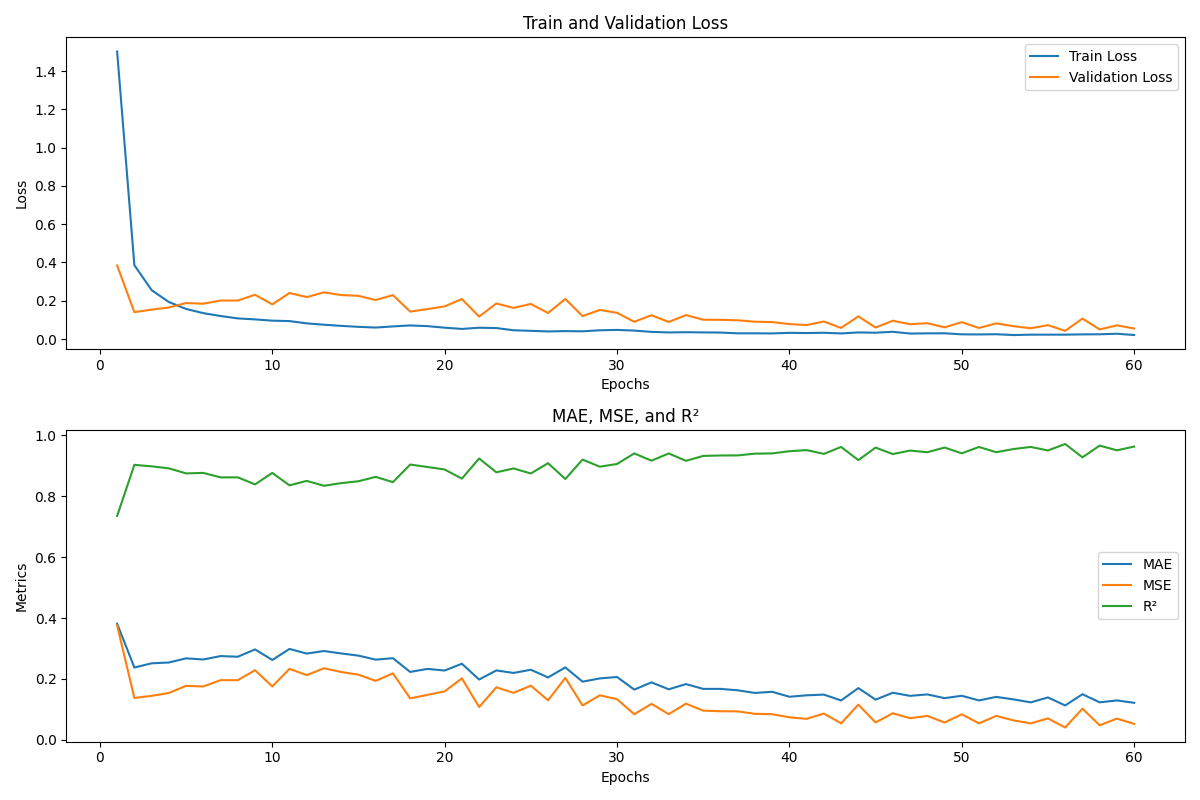 Train and Validation Loss
Train Loss
Validation Loss
1.4
1.2
1.0
0.8
0.6
0.4
0.2
0.0
Loss
0 10 20 30 40 50 60
Epochs
MAE, MSE, and R²
1.0
0.8
0.6
0.4
0.2
0.0
Metrics
MAE
MSE
R²
0 10 20 30 40 50 60
Epochs